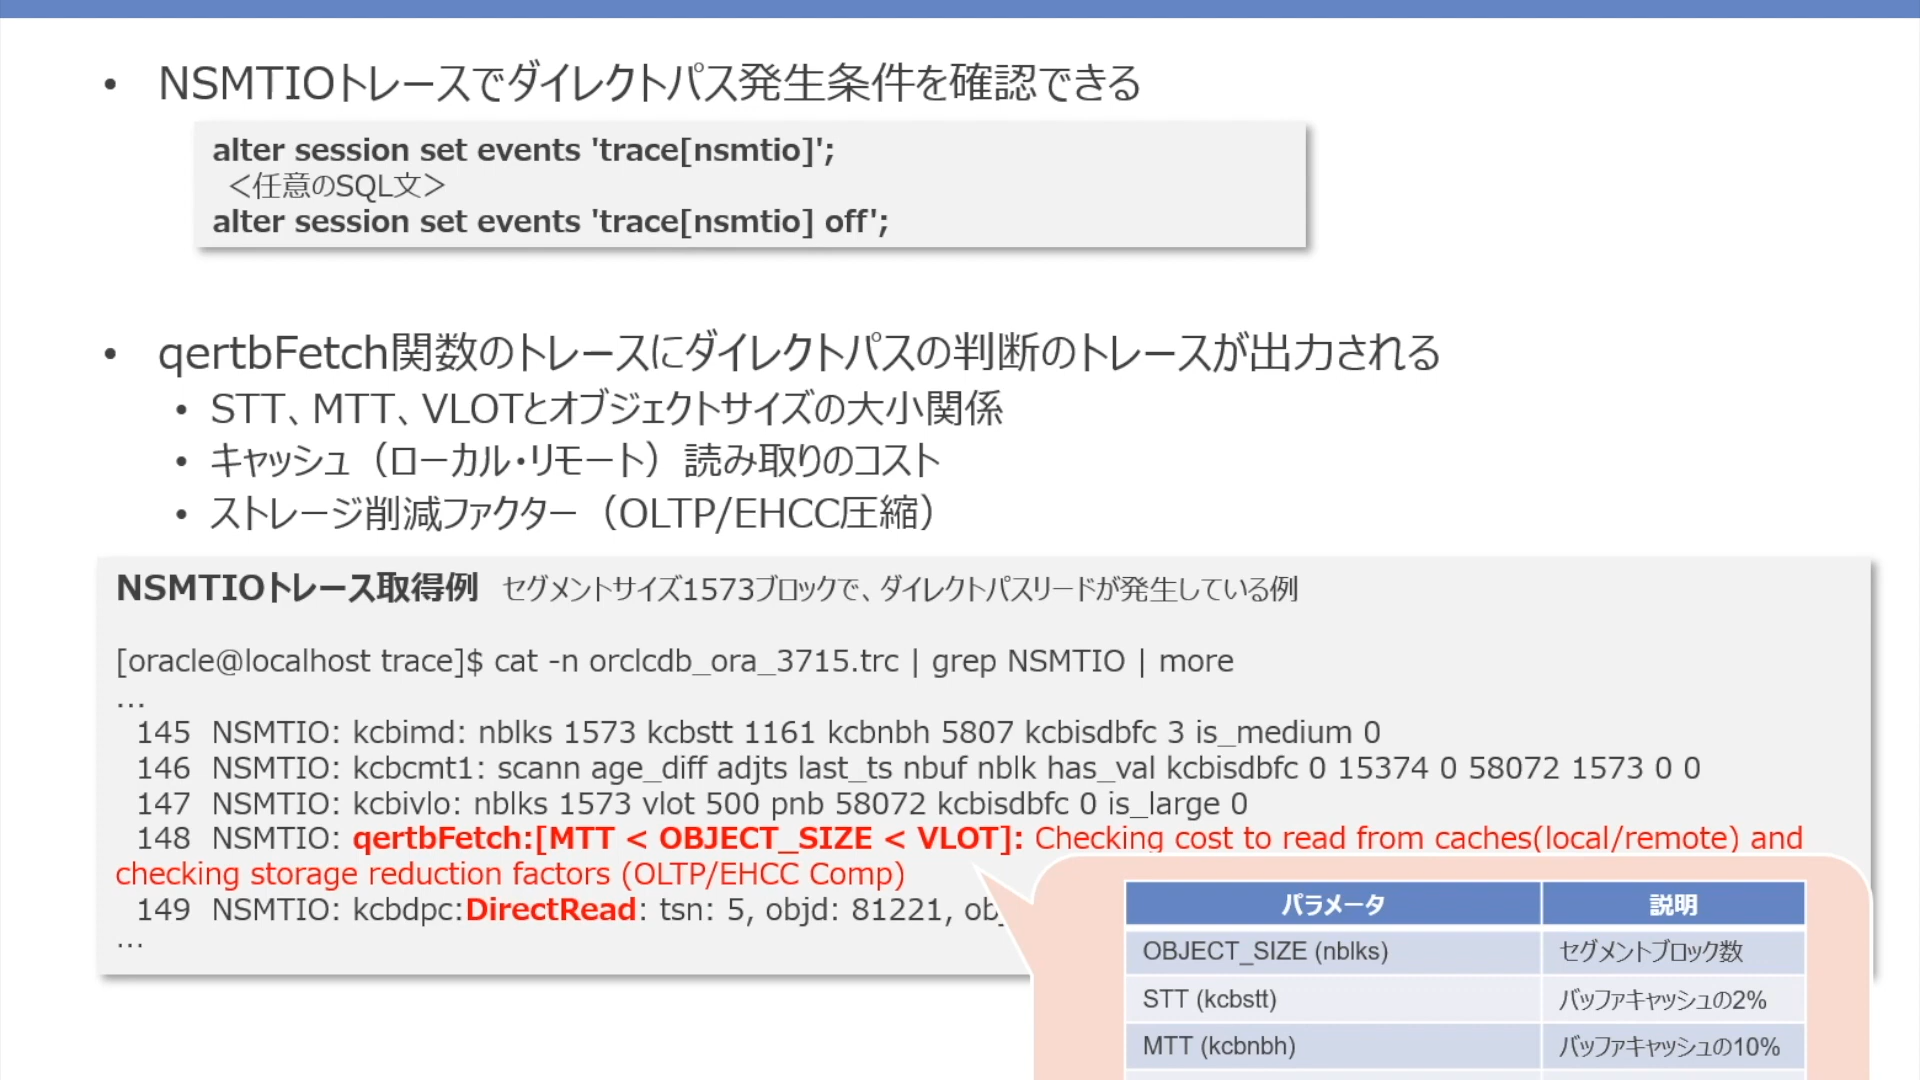 • NSMTIOトレースでダイレクトパス発生条件を確認できる
alter session set events 'trace[nsmtio]';
＜任意のSQL文＞
alter session set events 'trace[nsmtio] off';
• qertbFetch関数のトレースにダイレクトパスの判断のトレースが出力される
• STT、MTT、VLOTとオブジェクトサイズの大小関係
• キャッシュ（ローカル・リモート）読み取りのコスト
• ストレージ削減ファクター（OLTP/EHCC圧縮）
NSMTIOトレース取得例 セグメントサイズ1573ブロックで、ダイレクトパスリードが発生している例
[oracle@localhost trace]$ cat -n orclcdb_ora_3715.trc | grep NSMTIO | more
...
145 NSMTIO: kcbimd: nblks 1573 kcbstt 1161 kcbnbh 5807 kcbisdbfc 3 is_medium 0
146 NSMTIO: kcbcmt1: scann age_diff adjts last_ts nbuf nblk has_val kcbisdbfc 0 15374 0 58072 1573 0 0
147 NSMTIO: kcbivlo: nblks 1573 vlot 500 pnb 58072 kcbisdbfc 0 is_large 0
148 NSMTIO: qertbFetch:[MTT < OBJECT_SIZE < VLOT]: Checking cost to read from caches(local/remote) and
checking storage reduction factors (OLTP/EHCC Comp)
149 NSMTIO: kcbdpc:DirectRead: tsn: 5, objd: 81221,
...
パラメータ 説明
OBJECT_SIZE (nblks) セグメントブロック数
STT (kcbstt) バッファキャッシュの2%
MTT (kcbnbh) バッファキャッシュの10%